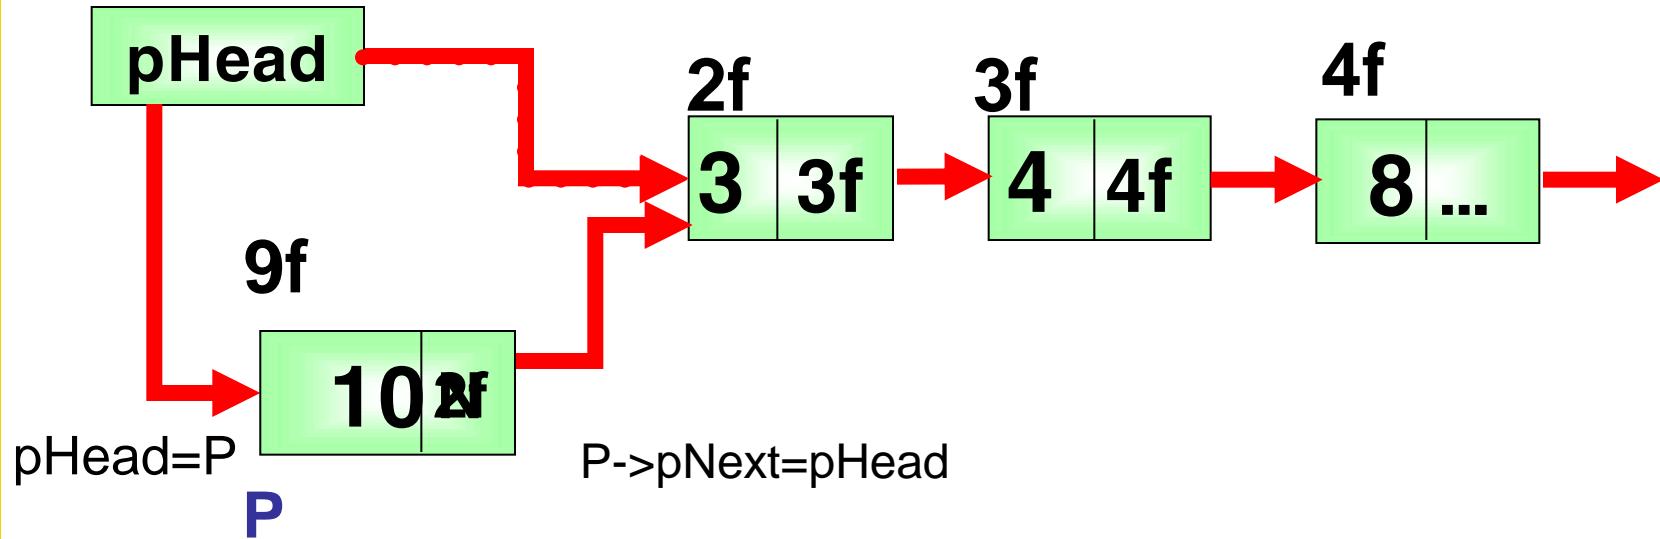 pHead
2f
3f
4f
3 3f
4 4f
8 ...
9f
10
pHead=P
P->pNext=pHead
P